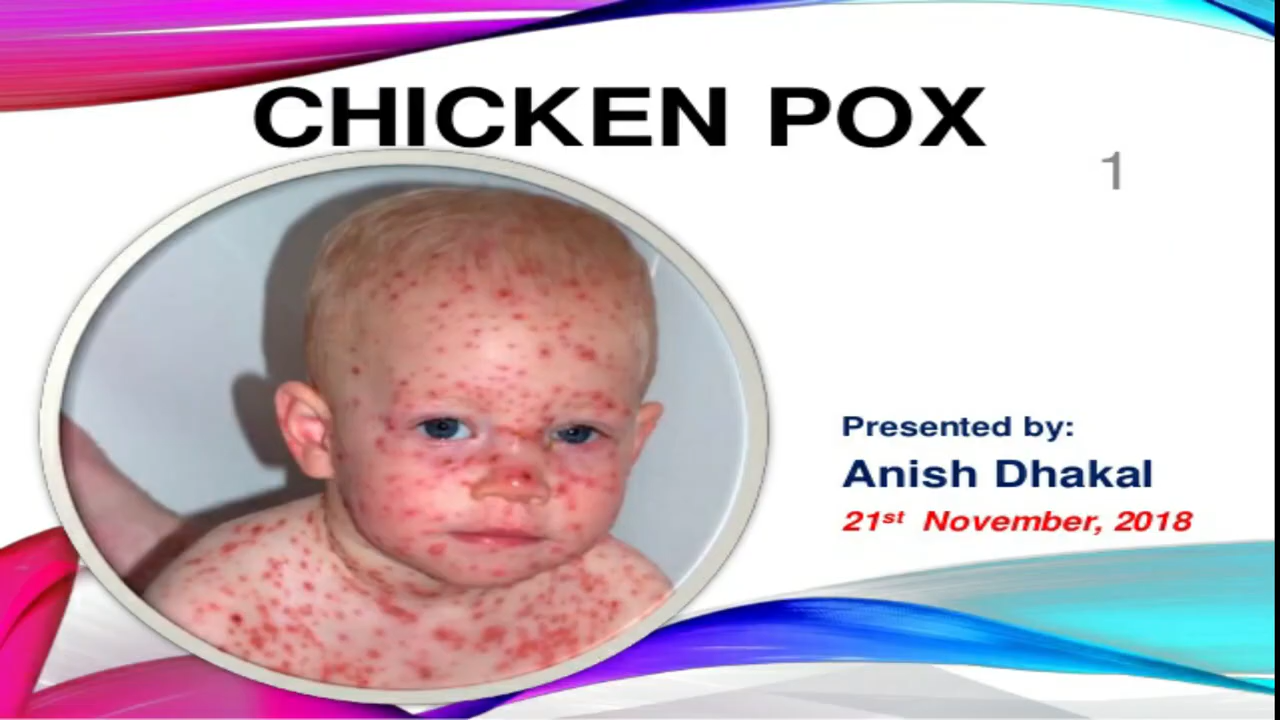 CHICKEN POX
1
Presented by:
Anish Dhakal
21st November, 2018